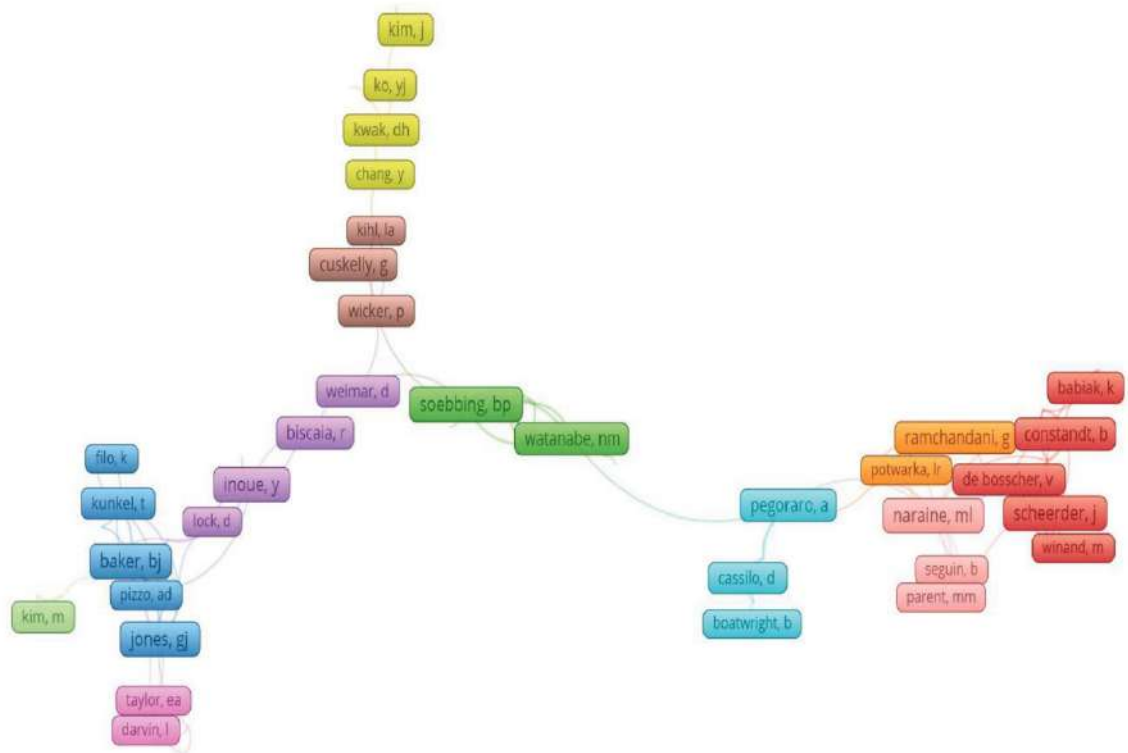 kim, j
ko, yj
kwak, dh
chang, y
kihl, la
cuskelly, g
wicker, p
weimar, d
soebbing, bp
babiak, k
biscaia, r
watanabe, nm
ramchandani, g
constandt, b
filo, k
potwarka, lr
inoue, y
de bosscher, v
kunkel, t
pegoraro, a
lock, d
naraine, ml
scheerder, j
winand, m
baker, bj
cassilo, d
seguin, b
pizzo, ad
parent, mm
kim, m
boatwright, b
jones, gj
taylor, ea
darvin, l